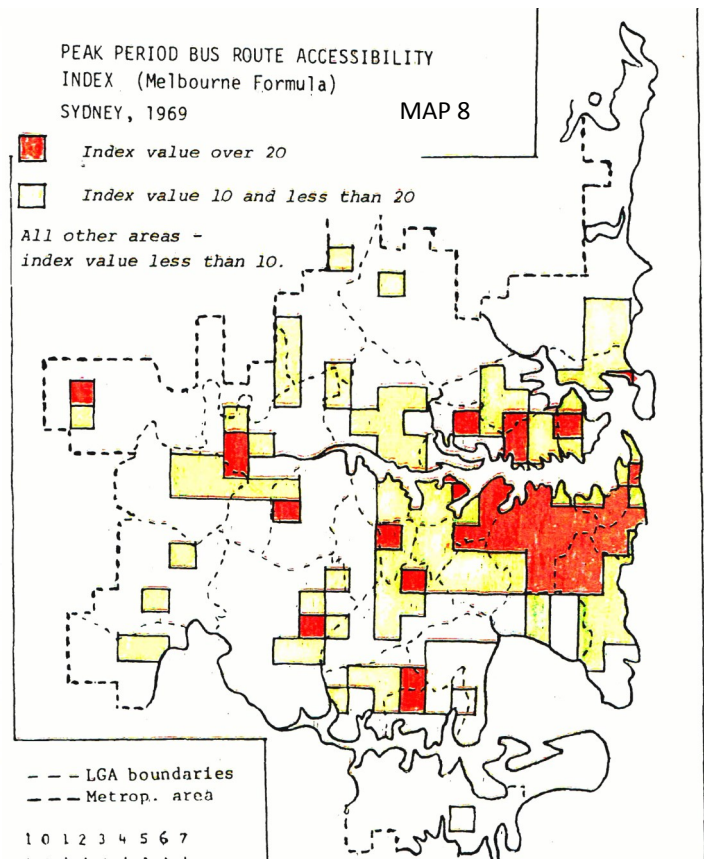 PEAK PERIOD BUS ROUTE ACCESSIBILITY
INDEX (Melbourne Formula)
SYDNEY, 1969
MAP 8
Index value over 20
Index value 10 and less than 20
All other areas -
index value less than 10.
--- LGA boundaries
--- Metrop. area
1 0 1 2 3 4 5 6 7